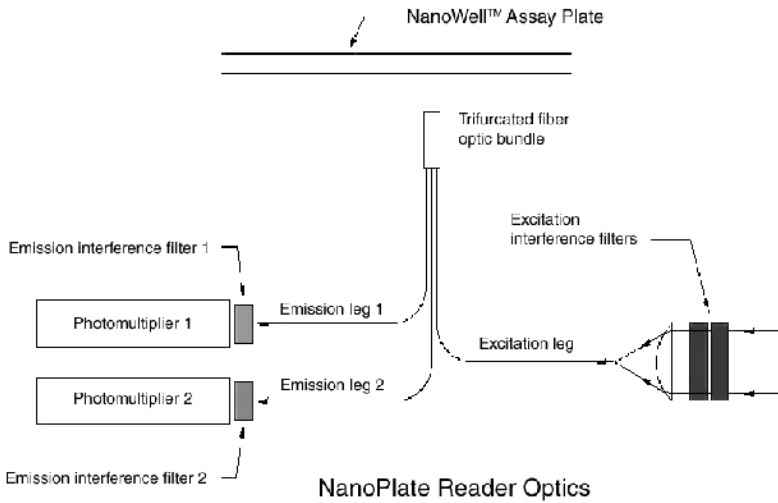 NanoWell™ Assay Plate
Trifurcated fiber
optic bundle
Excitation
interference filters
Emission interference filter 1
Emission leg 1
Photomultiplier 1
Excitation leg
Emission leg 2
Photomultiplier 2
Emission interference filter 2
NanoPlate Reader Optics